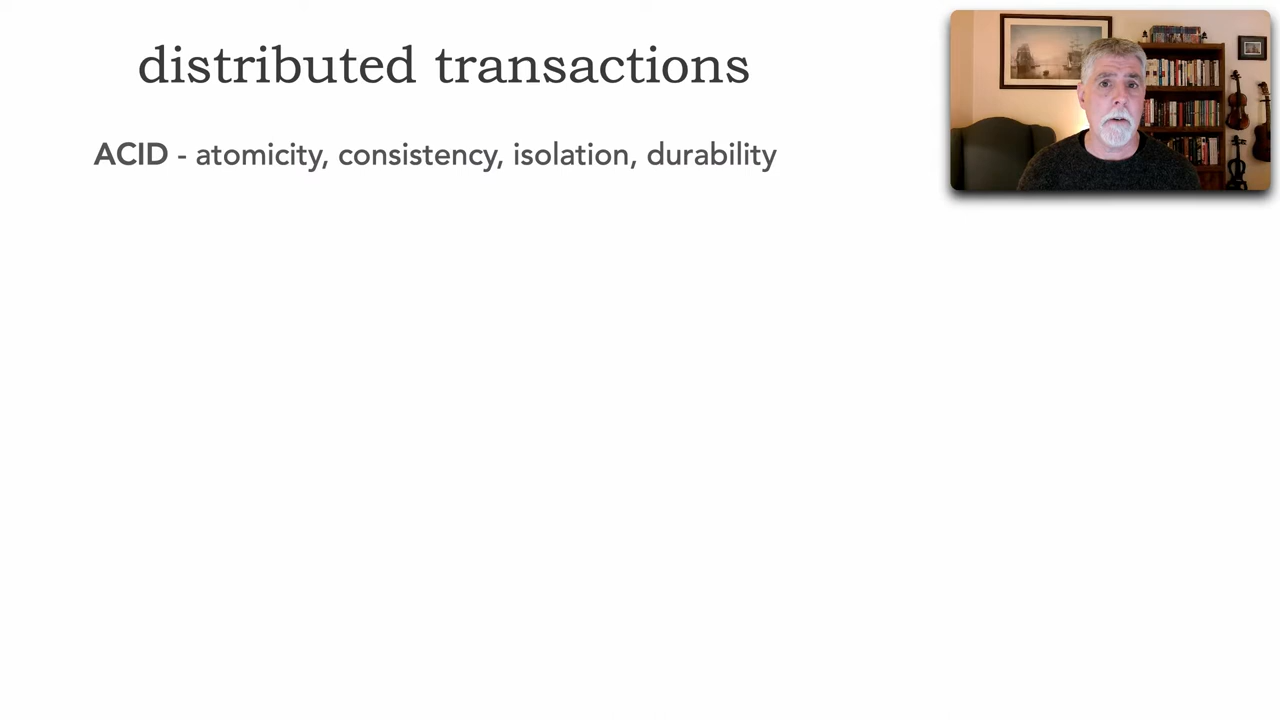 distributed transactions
ACID - atomicity, consistency, isolation, durability